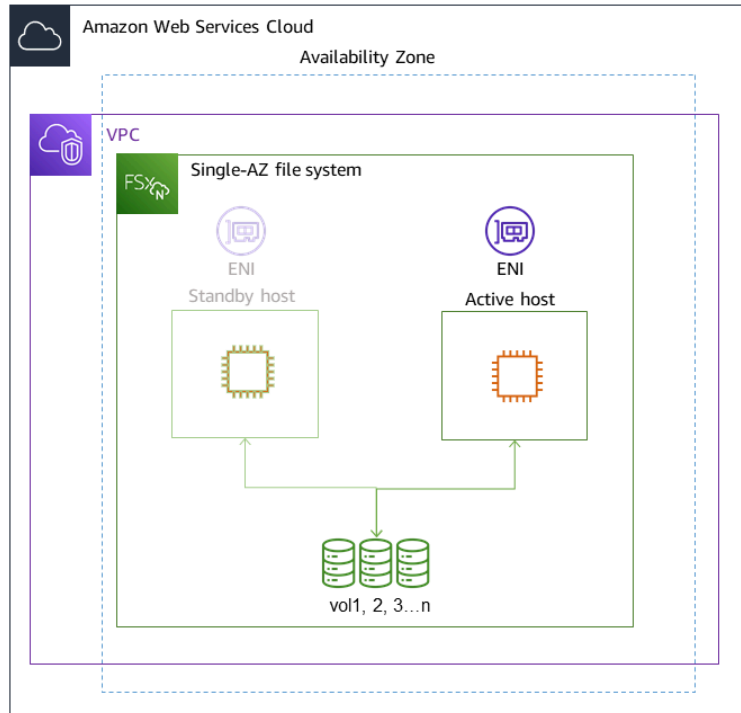 Amazon Web Services Cloud
Availability Zone
VPC
FSx
N
Single-AZ file system
ENI
ENI
Standby host
Active host
vol1, 2, 3...n